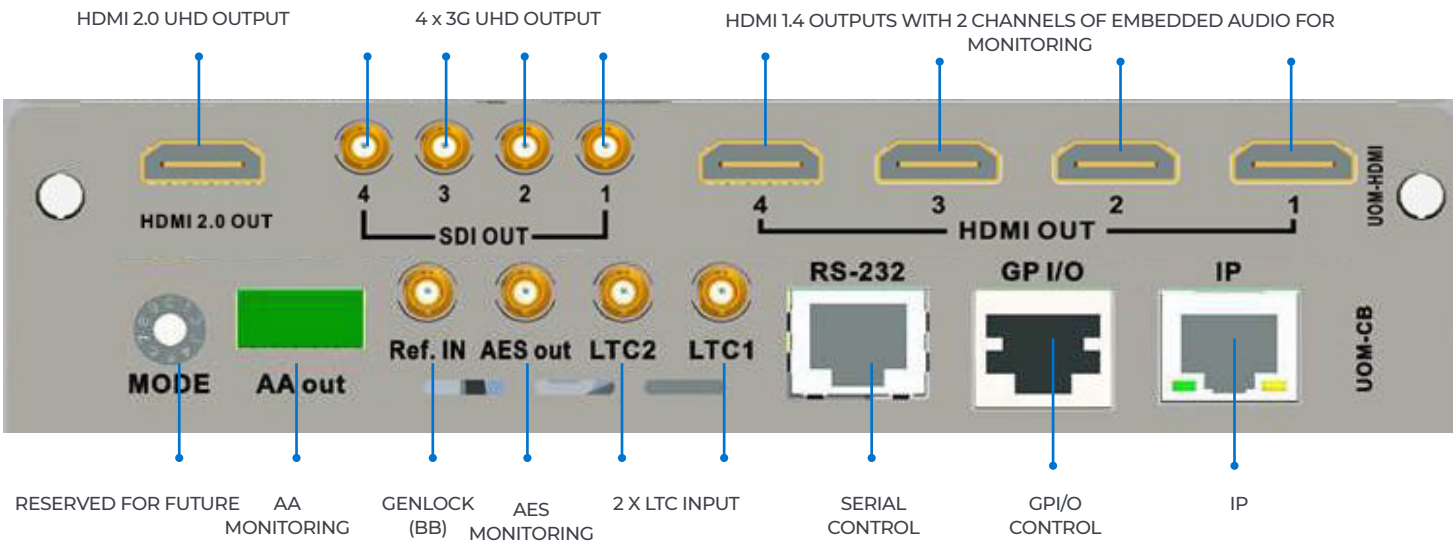 HDMI 2.0 UHD OUTPUT
4 x 3G UHD OUTPUT
HDMI 1.4 OUTPUTS WITH 2 CHANNELS OF EMBEDDED AUDIO FOR
MONITORING
HDMI 2.0 OUT
4 3 2 1
SDI OUT
4 3 2 1
HDMI OUT
UOM-HDMI
MODE
AA out
Ref. IN AES out LTC2 LTC1
RS-232 GP I/O IP
UOM-CB
RESERVED FOR FUTURE
AA
MONITORING
GENLOCK
(BB)
AES
MONITORING
2 X LTC INPUT
SERIAL
CONTROL
GPI/O
CONTROL
IP